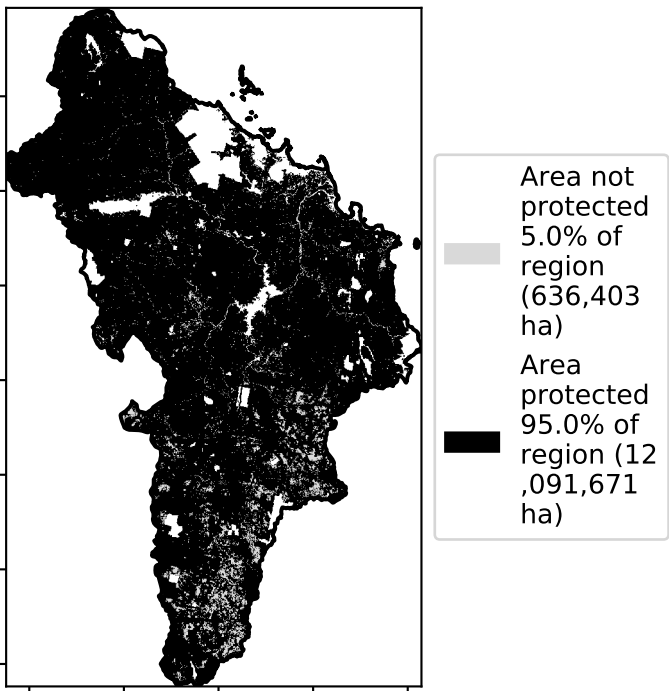 Area not
protected
5.0% of
region
(636,403
ha)
Area
protected
95.0% of
region (12
,091,671
ha)